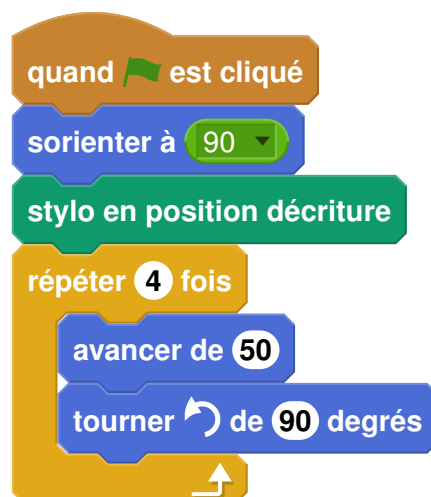 quand est cliqué
sorienter à 90
stylo en position décriture
répéter 4 fois
avancer de 50
tourner de 90 degrés